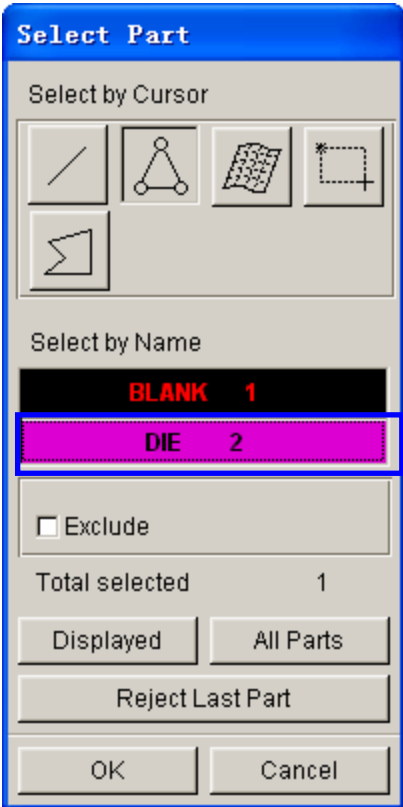 Select Part
Select by Cursor
Select by Name
BLANK 1
DIE 2
Exclude
Total selected 1
Displayed All Parts
Reject Last Part
OK Cancel